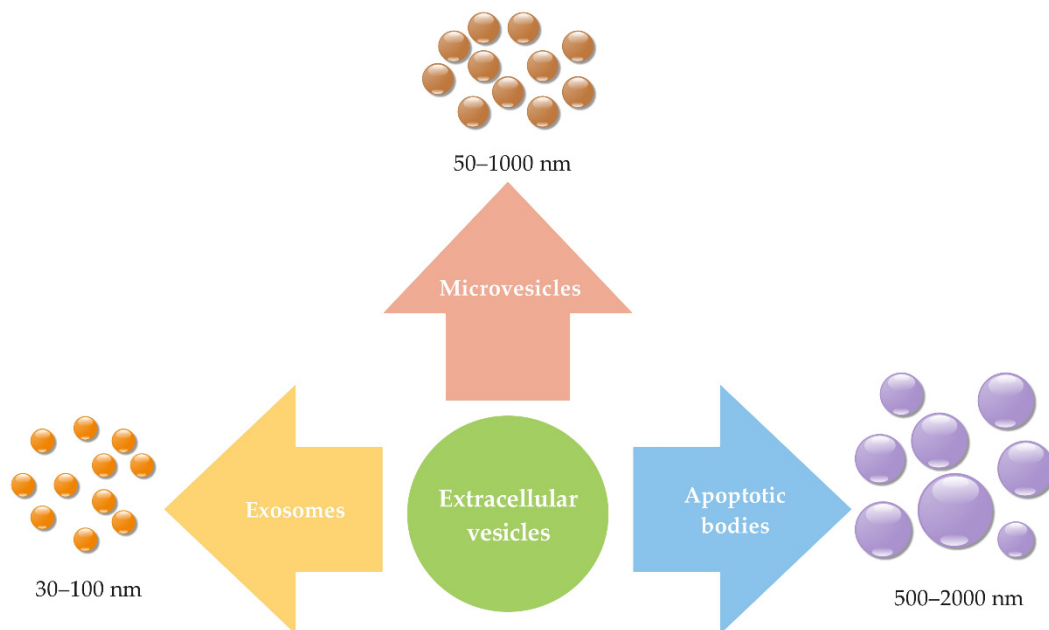 50–1000 nm
Microvesicles
Exosomes
30–100 nm
Extracellular
vesicles
Apoptotic
bodies
500–2000 nm